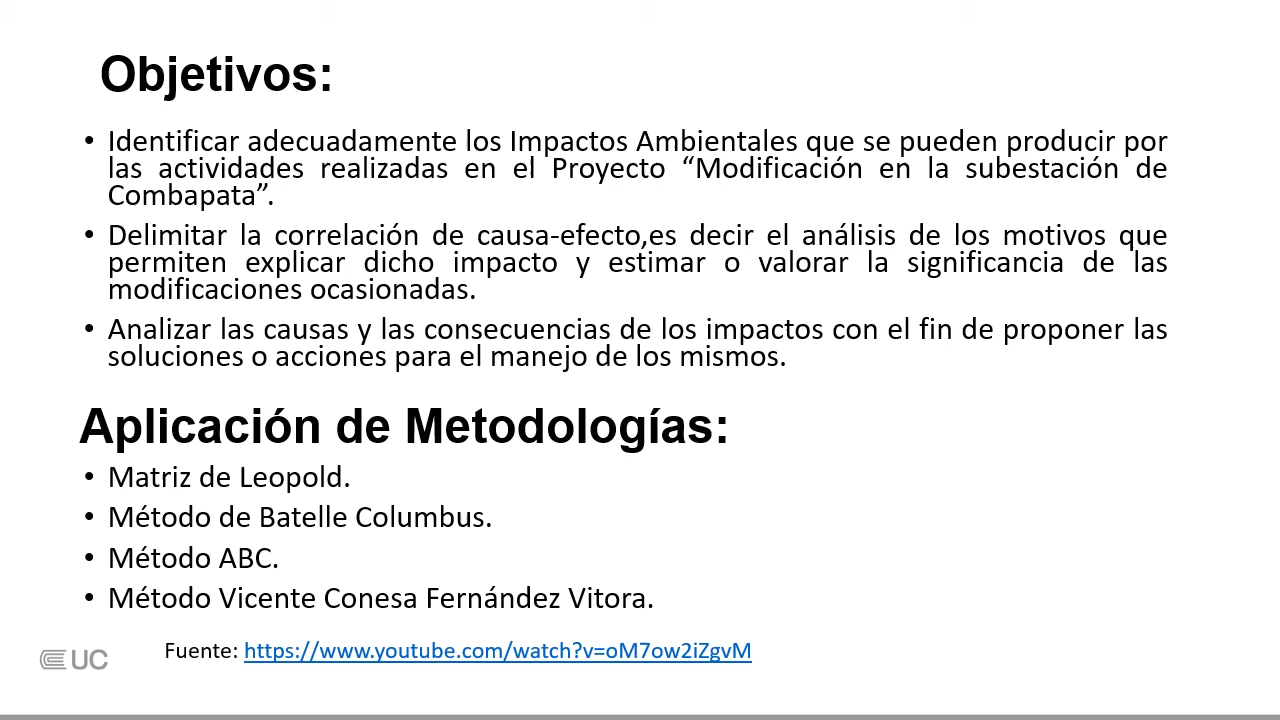 Objetivos:
• Identificar adecuadamente los Impactos Ambientales que se pueden producir por
las actividades realizadas en el Proyecto “Modificación en la subestación de
Combapata”.
• Delimitar la correlación de causa-efecto,es decir el análisis de los motivos que
permiten explicar dicho impacto y estimar o valorar la significancia de las
modificaciones ocasionadas.
• Analizar las causas y las consecuencias de los impactos con el fin de proponer las
soluciones o acciones para el manejo de los mismos.
Aplicación de Metodologías:
• Matriz de Leopold.
• Método de Batelle Columbus.
• Método ABC.
• Método Vicente Conesa Fernández Vitora.
Fuente: https://www.youtube.com/watch?v=oM7ow2iZgvM
UC